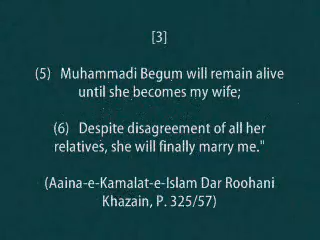 [3]
(5) Muhammadi Begum will remain alive
until she becomes my wife;
(6) Despite disagreement of all her
relatives, she will finally marry me."
(Aaina-e-Kamalat-e-Islam Dar Roohani
Khazain, P. 325/57)